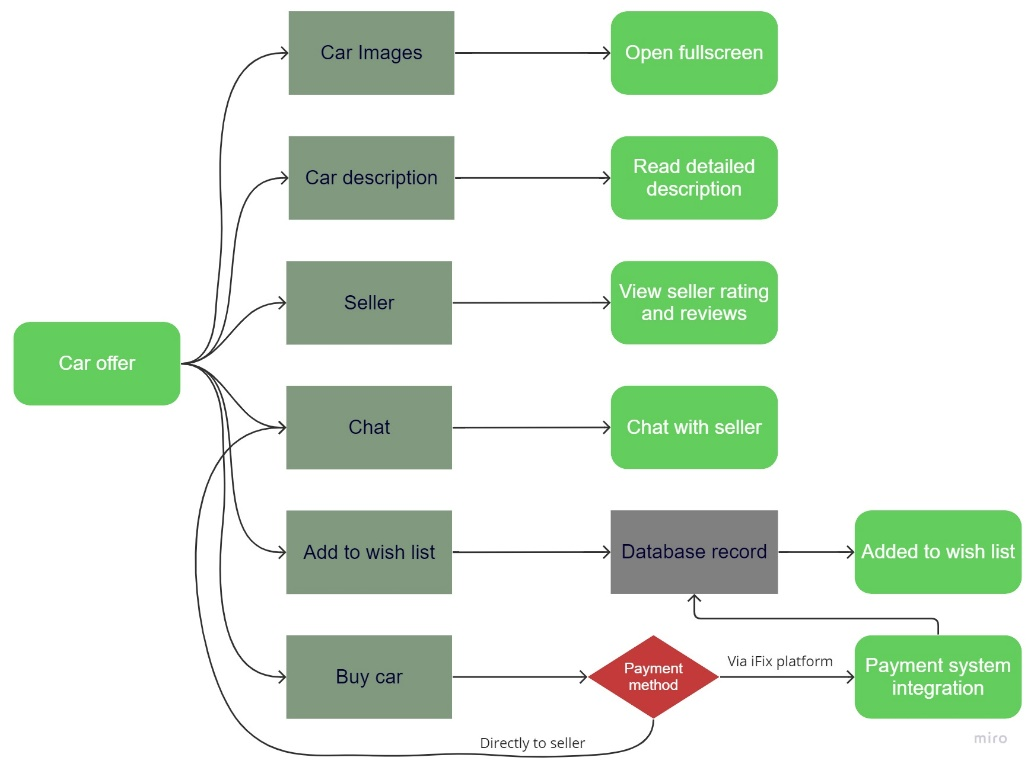 Car Images
Open fullscreen
Car description
Read detailed
description
Seller
View seller rating
and reviews
Car offer
Chat
Chat with seller
Add to wish list
Database record
Added to wish list
Buy car
Payment
method
Via iFix platform
Payment system
integration
Directly to seller
miro